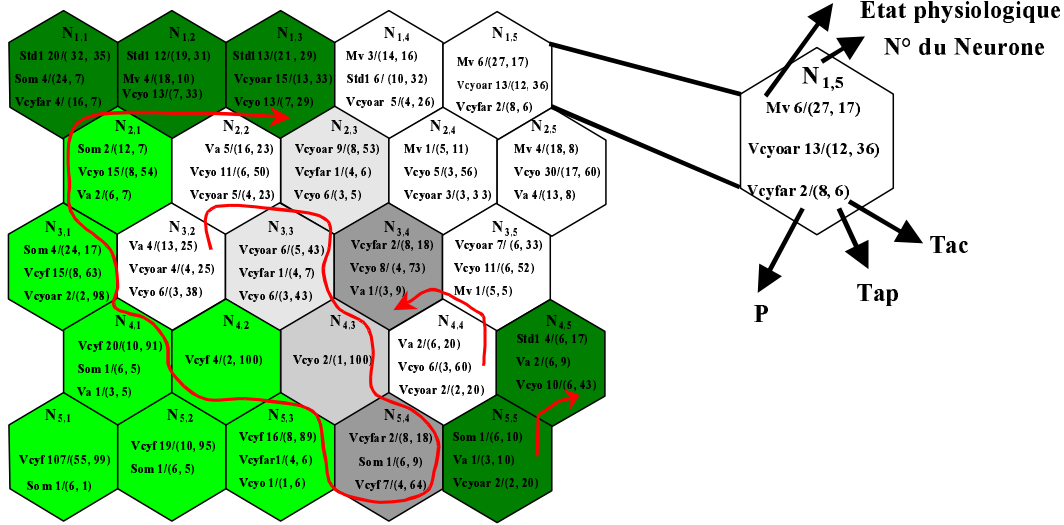 N1,1
Std1 20/( 32, 35)
Som 4/(24, 7)
Vcyfar 4/ (16, 7)
N1,2
Std1 12/(19, 31)
Mv 4/(18, 10)
Vcyo 13/(7, 33)
N1,3
Std1 13/(21, 29)
Vcyoar 15/(13, 33)
Vcyo 13/(7, 29)
N1,4
Mv 3/(14, 16)
Std1 6/ (10, 32)
Vcyoar 5/(4, 26)
N1,5
Mv 6/(27, 17)
Vcyoar 13/(12, 36)
Vcyfar 2/(8, 6)
N2,1
Som 2/(12, 7)
Vcyo 15/(8, 54)
Va 2/(6, 7)
N2,2
Va 5/(16, 23)
Vcyo 11/(6, 50)
Vcyoar 5/(4, 23)
N2,3
Vcyoar 9/(8, 53)
Vcyfar 1/(4, 6)
Vcyo 6/(3, 5)
N2,4
Mv 1/(5, 11)
Vcyo 5/(3, 56)
Vcyoar 3/(3, 33)
N2,5
Mv 4/(18, 8)
Vcyo 30/(17, 60)
Va 4/(13, 8)
N3,1
Som 4/(24, 17)
Vcyf 15/(8, 63)
Vcyoar 2/(2, 98)
N3,2
Va 4/(13, 25)
Vcyoar 4/(4, 25)
Vcyo 6/(3, 38)
N3,3
Vcyoar 6/(5, 43)
Vcyfar 1/(4, 7)
Vcyo 6/(3, 43)
N3,4
Vcyfar 2/(8, 18)
Vcyo 8/(4, 73)
Va 1/(3, 9)
N3,5
Vcyoar 7/ (6, 33)
Vcyo 11/(6, 52)
Mv 1/(5, 5)
N4,1
Vcyf 20/(10, 91)
Som 1/(6, 5)
Va 1/(3, 5)
N4,2
Vcyf 4/(2, 100)
N4,3
Vcyo 2/(1, 100)
N4,4
Va 2/(6, 20)
Vcyo 6/(3, 60)
Vcyoar 2/(2, 20)
N4,5
Std1 4/(6, 17)
Va 2/(6, 9)
Vcyo 10/(6, 43)
N5,1
Vcyf 107/(55, 99)
Som 1/(6, 1)
N5,2
Vcyf 19/(10, 95)
Som 1/(6, 5)
N5,3
Vcyf 16/(8, 89)
Vcyfar1/(4, 6)
Vcyo 1/(1, 6)
N5,4
Vcyfar 2/(8, 18)
Som 1/(6, 9)
Vcyf 7/(4, 64)
N5,5
Som 1/(6, 10)
Va 1/(3, 10)
Vcyoar 2/(2, 20)
Etat physiologique
N° du Neurone
N1,5
Mv 6/(27, 17)
Vcyoar 13/(12, 36)
Vcyfar 2/(8, 6)
Tac
Tap
P